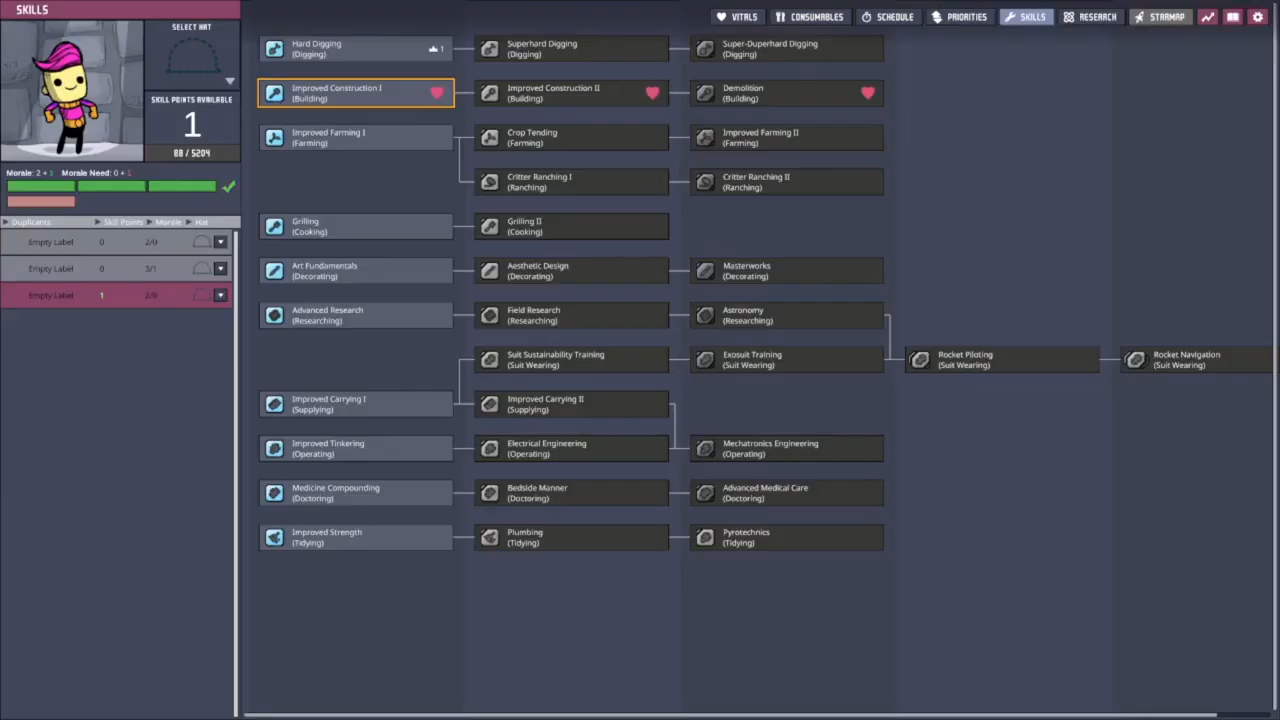 SKILLS
VITALS
CONSUMABLES
SCHEDULE
PRIORITIES
SKILLS
RESEARCH
STARMAP
SELECT HAT
SKILL POINTS AVAILABLE
1
88 / 5204
Morale: 2 + 1 Morale Need: 0 + 1
Duplicants Skill Points Morale Hat
Empty Label 0 2/0
Empty Label 0 3/1
Empty Label 1 2/0
Hard Digging
(Digging)
1
Superhard Digging
(Digging)
Super-Duperhard Digging
(Digging)
Improved Construction I
(Building)
Improved Construction II
(Building)
Demolition
(Building)
Improved Farming I
(Farming)
Crop Tending
(Farming)
Improved Farming II
(Farming)
Critter Ranching I
(Ranching)
Critter Ranching II
(Ranching)
Grilling
(Cooking)
Grilling II
(Cooking)
Art Fundamentals
(Decorating)
Aesthetic Design
(Decorating)
Masterworks
(Decorating)
Advanced Research
(Researching)
Field Research
(Researching)
Astronomy
(Researching)
Suit Sustainability Training
(Suit Wearing)
Exosuit Training
(Suit Wearing)
Rocket Piloting
(Suit Wearing)
Rocket Navigation
(Suit Wearing)
Improved Carrying I
(Supplying)
Improved Carrying II
(Supplying)
Improved Tinkering
(Operating)
Electrical Engineering
(Operating)
Mechatronics Engineering
(Operating)
Medicine Compounding
(Doctoring)
Bedside Manner
(Doctoring)
Advanced Medical Care
(Doctoring)
Improved Strength
(Tidying)
Plumbing
(Tidying)
Pyrotechnics
(Tidying)